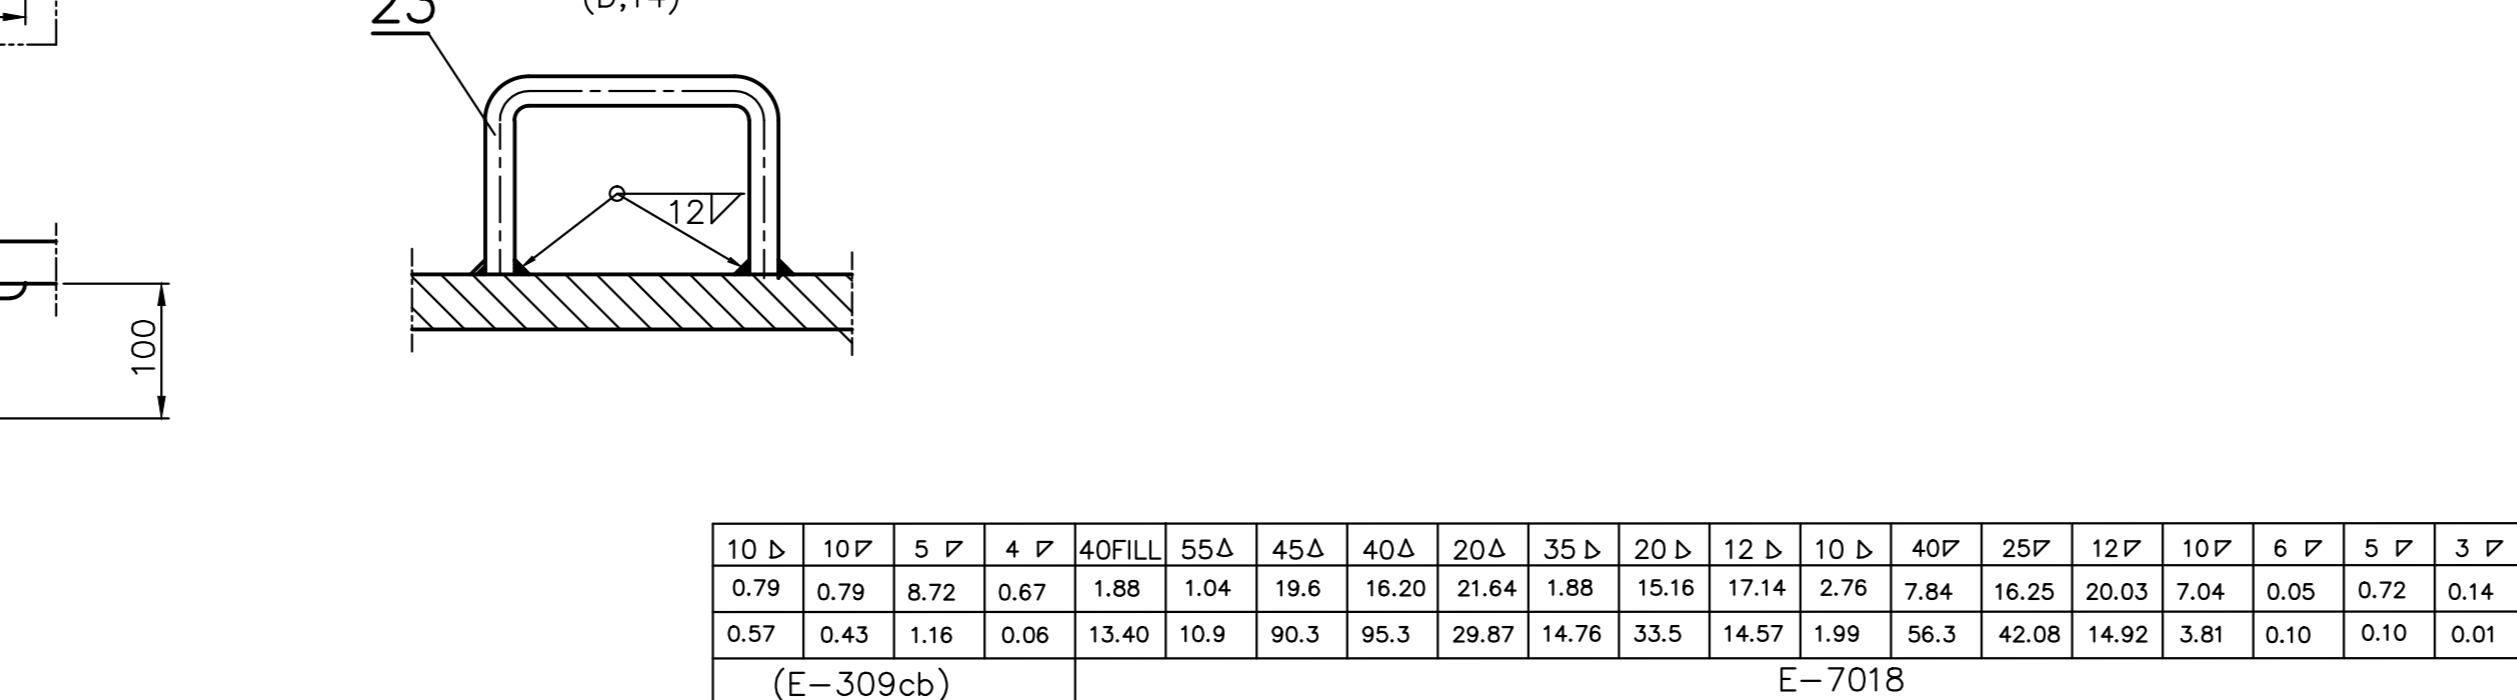 23
(D,14)
12
100
10 10 5 4 40FILL 55 45 40 20 35 20 12 10 40 25 12 10 6 5 3
0.79 0.79 8.72 0.67 1.88 1.04 19.6 16.20 21.64 1.88 15.16 17.14 2.76 7.84 16.25 20.03 7.04 0.05 0.72 0.14
0.57 0.43 1.16 0.06 13.40 10.9 90.3 95.3 29.87 14.76 33.5 14.57 1.99 56.3 42.08 14.92 3.81 0.10 0.10 0.01
(E-309cb) E-7018